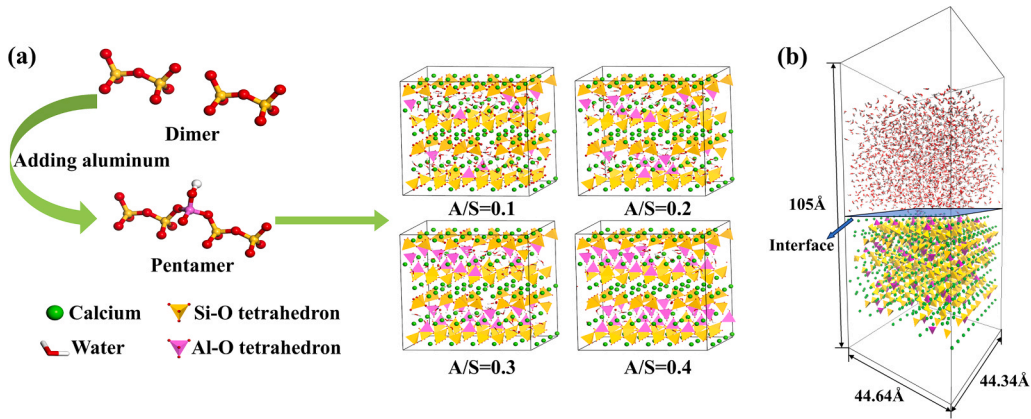 (a)
Dimer
Adding aluminum
Pentamer
Calcium
Si-O tetrahedron
Water
Al-O tetrahedron
A/S=0.1
A/S=0.2
A/S=0.3
A/S=0.4
(b)
105Å
Interface
44.64Å
44.34Å